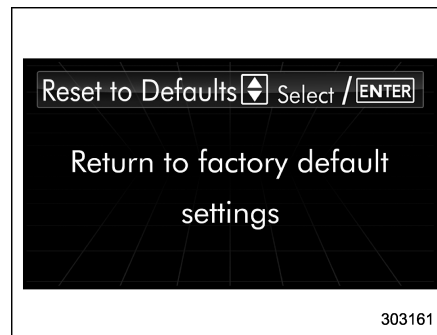 Reset to Defaults Select / ENTER
Return to factory default
settings
303161